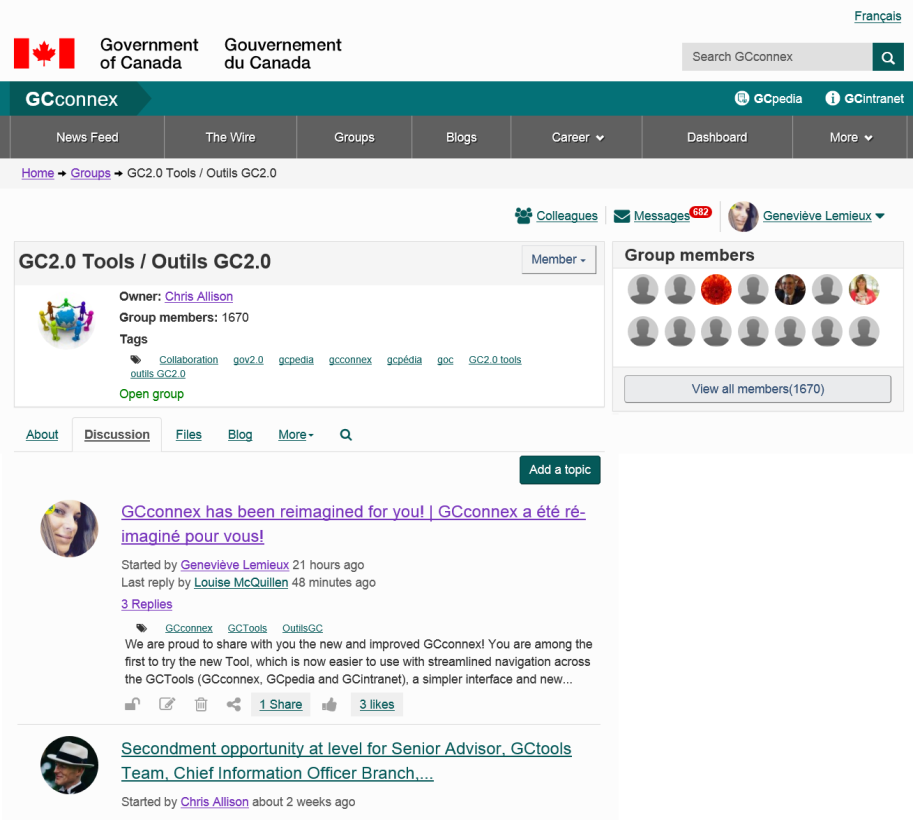 Français
Government of Canada
Gouvernement du Canada
Search GCconnex
GCconnex
GCpedia
GCintranet
News Feed
The Wire
Groups
Blogs
Career
Dashboard
More
Home → Groups → GC2.0 Tools / Outils GC2.0
Colleagues
Messages 682
Geneviève Lemieux
GC2.0 Tools / Outils GC2.0
Member
Owner: Chris Allison
Group members: 1670
Tags
Collaboration gov2.0 gcpedia gcconnex gcpédia goc GC2.0 tools
outils GC2.0
Open group
Group members
View all members(1670)
About
Discussion
Files
Blog
More
Add a topic
GCconnex has been reimagined for you! | GCconnex a été ré-
imaginé pour vous!
Started by Geneviève Lemieux 21 hours ago
Last reply by Louise McQuillen 48 minutes ago
3 Replies
GCconnex GCTools OutilsGC
We are proud to share with you the new and improved GCconnex! You are among the
first to try the new Tool, which is now easier to use with streamlined navigation across
the GCTools (GCconnex, GCpedia and GCintranet), a simpler interface and new...
1 Share
3 likes
Secondment opportunity at level for Senior Advisor, GCtools
Team, Chief Information Officer Branch,...
Started by Chris Allison about 2 weeks ago